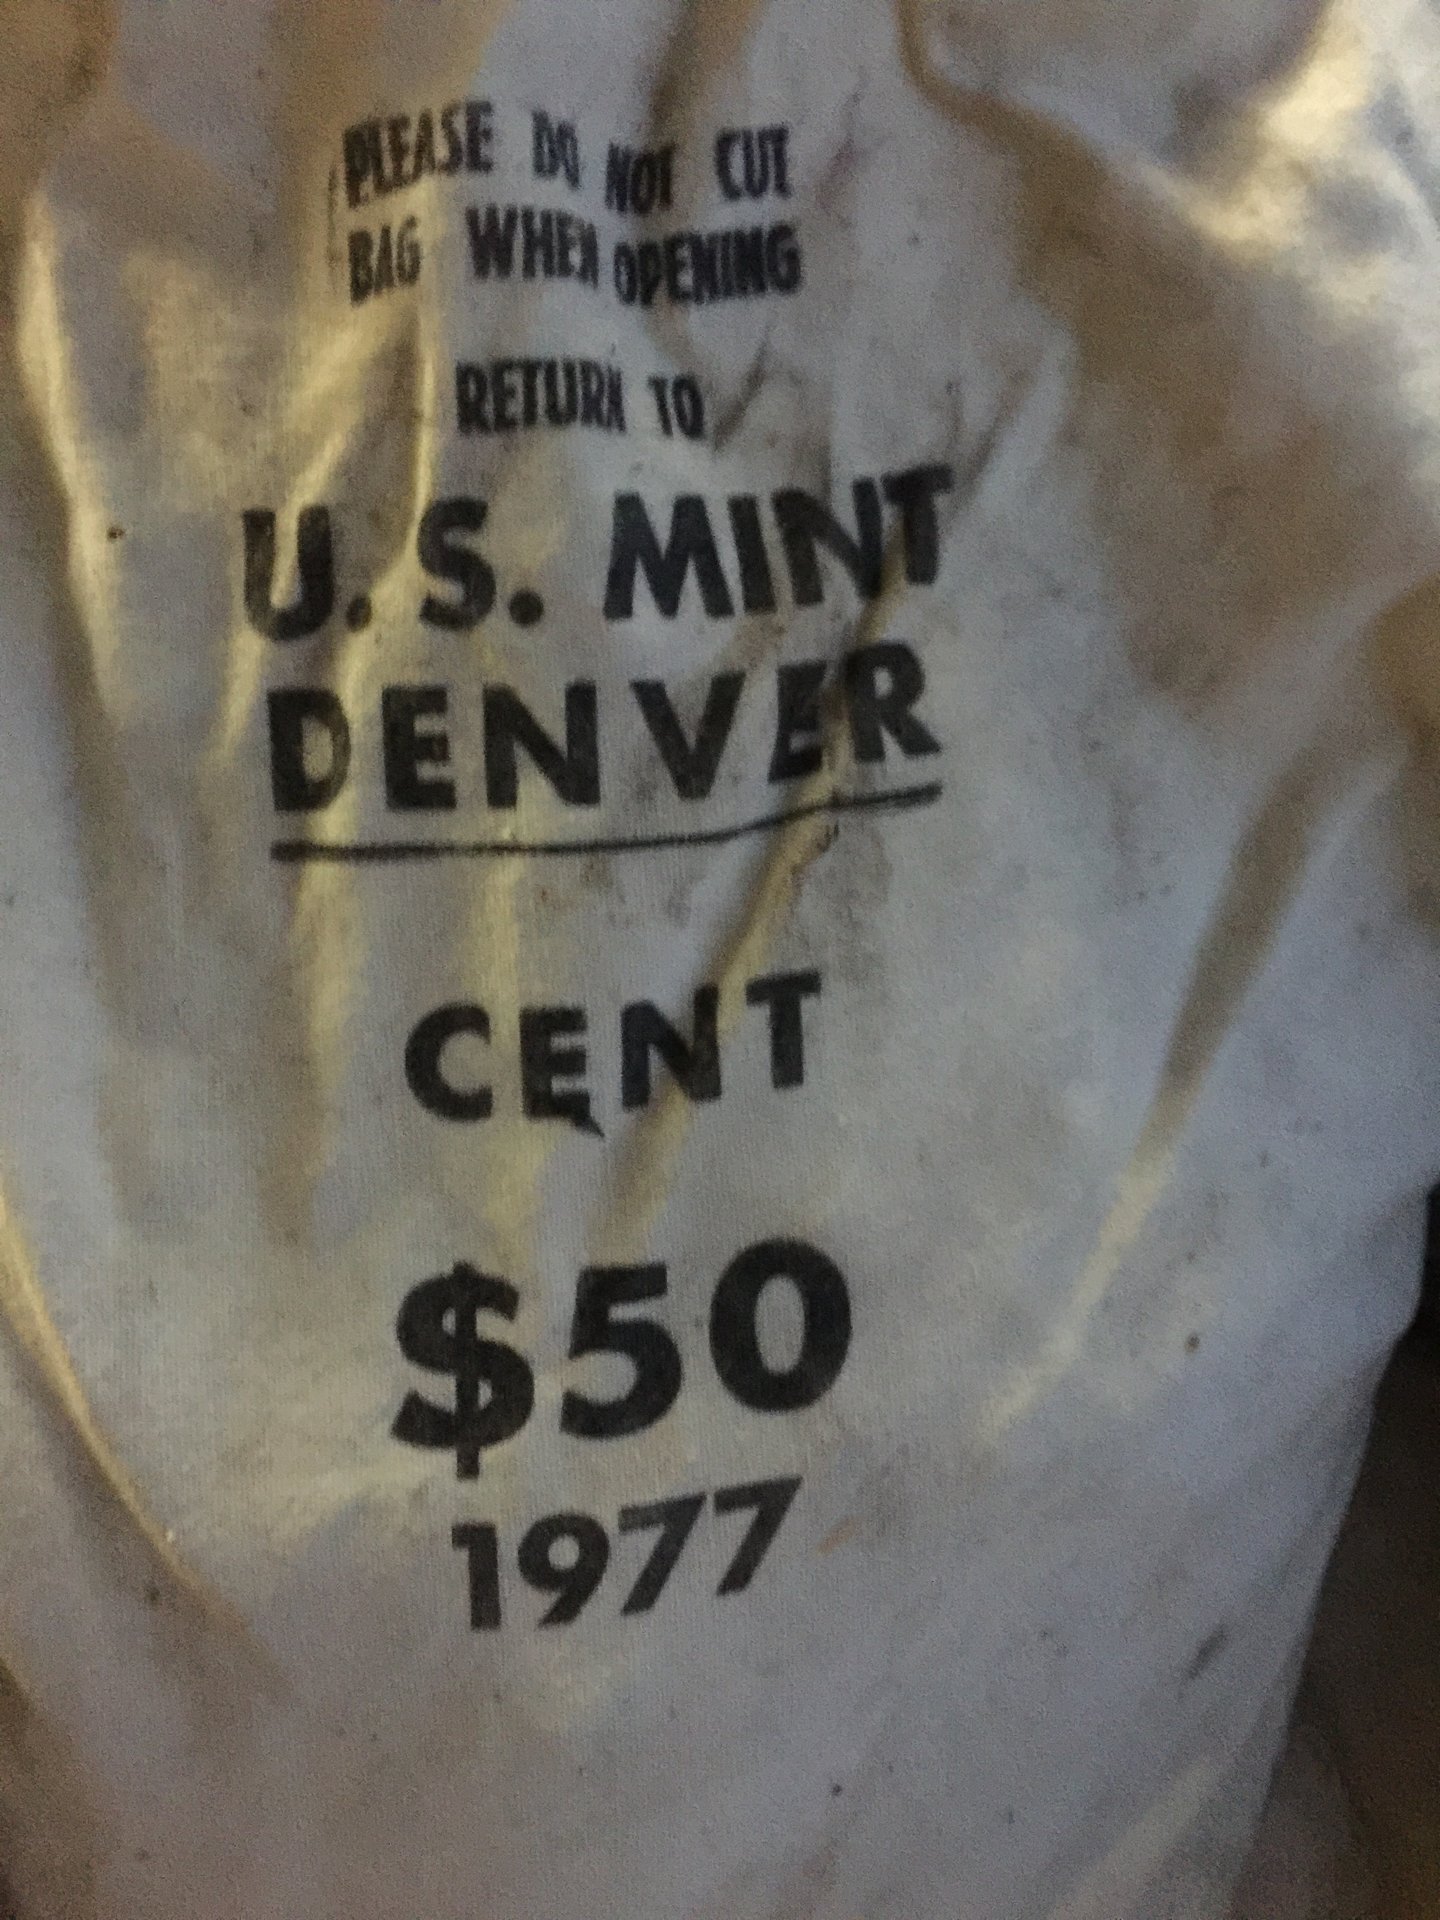 PLEASE DO NOT CUT
BAG WHEN OPENING
RETURN TO
U.S. MINT
DENVER
CENT
$50
1977